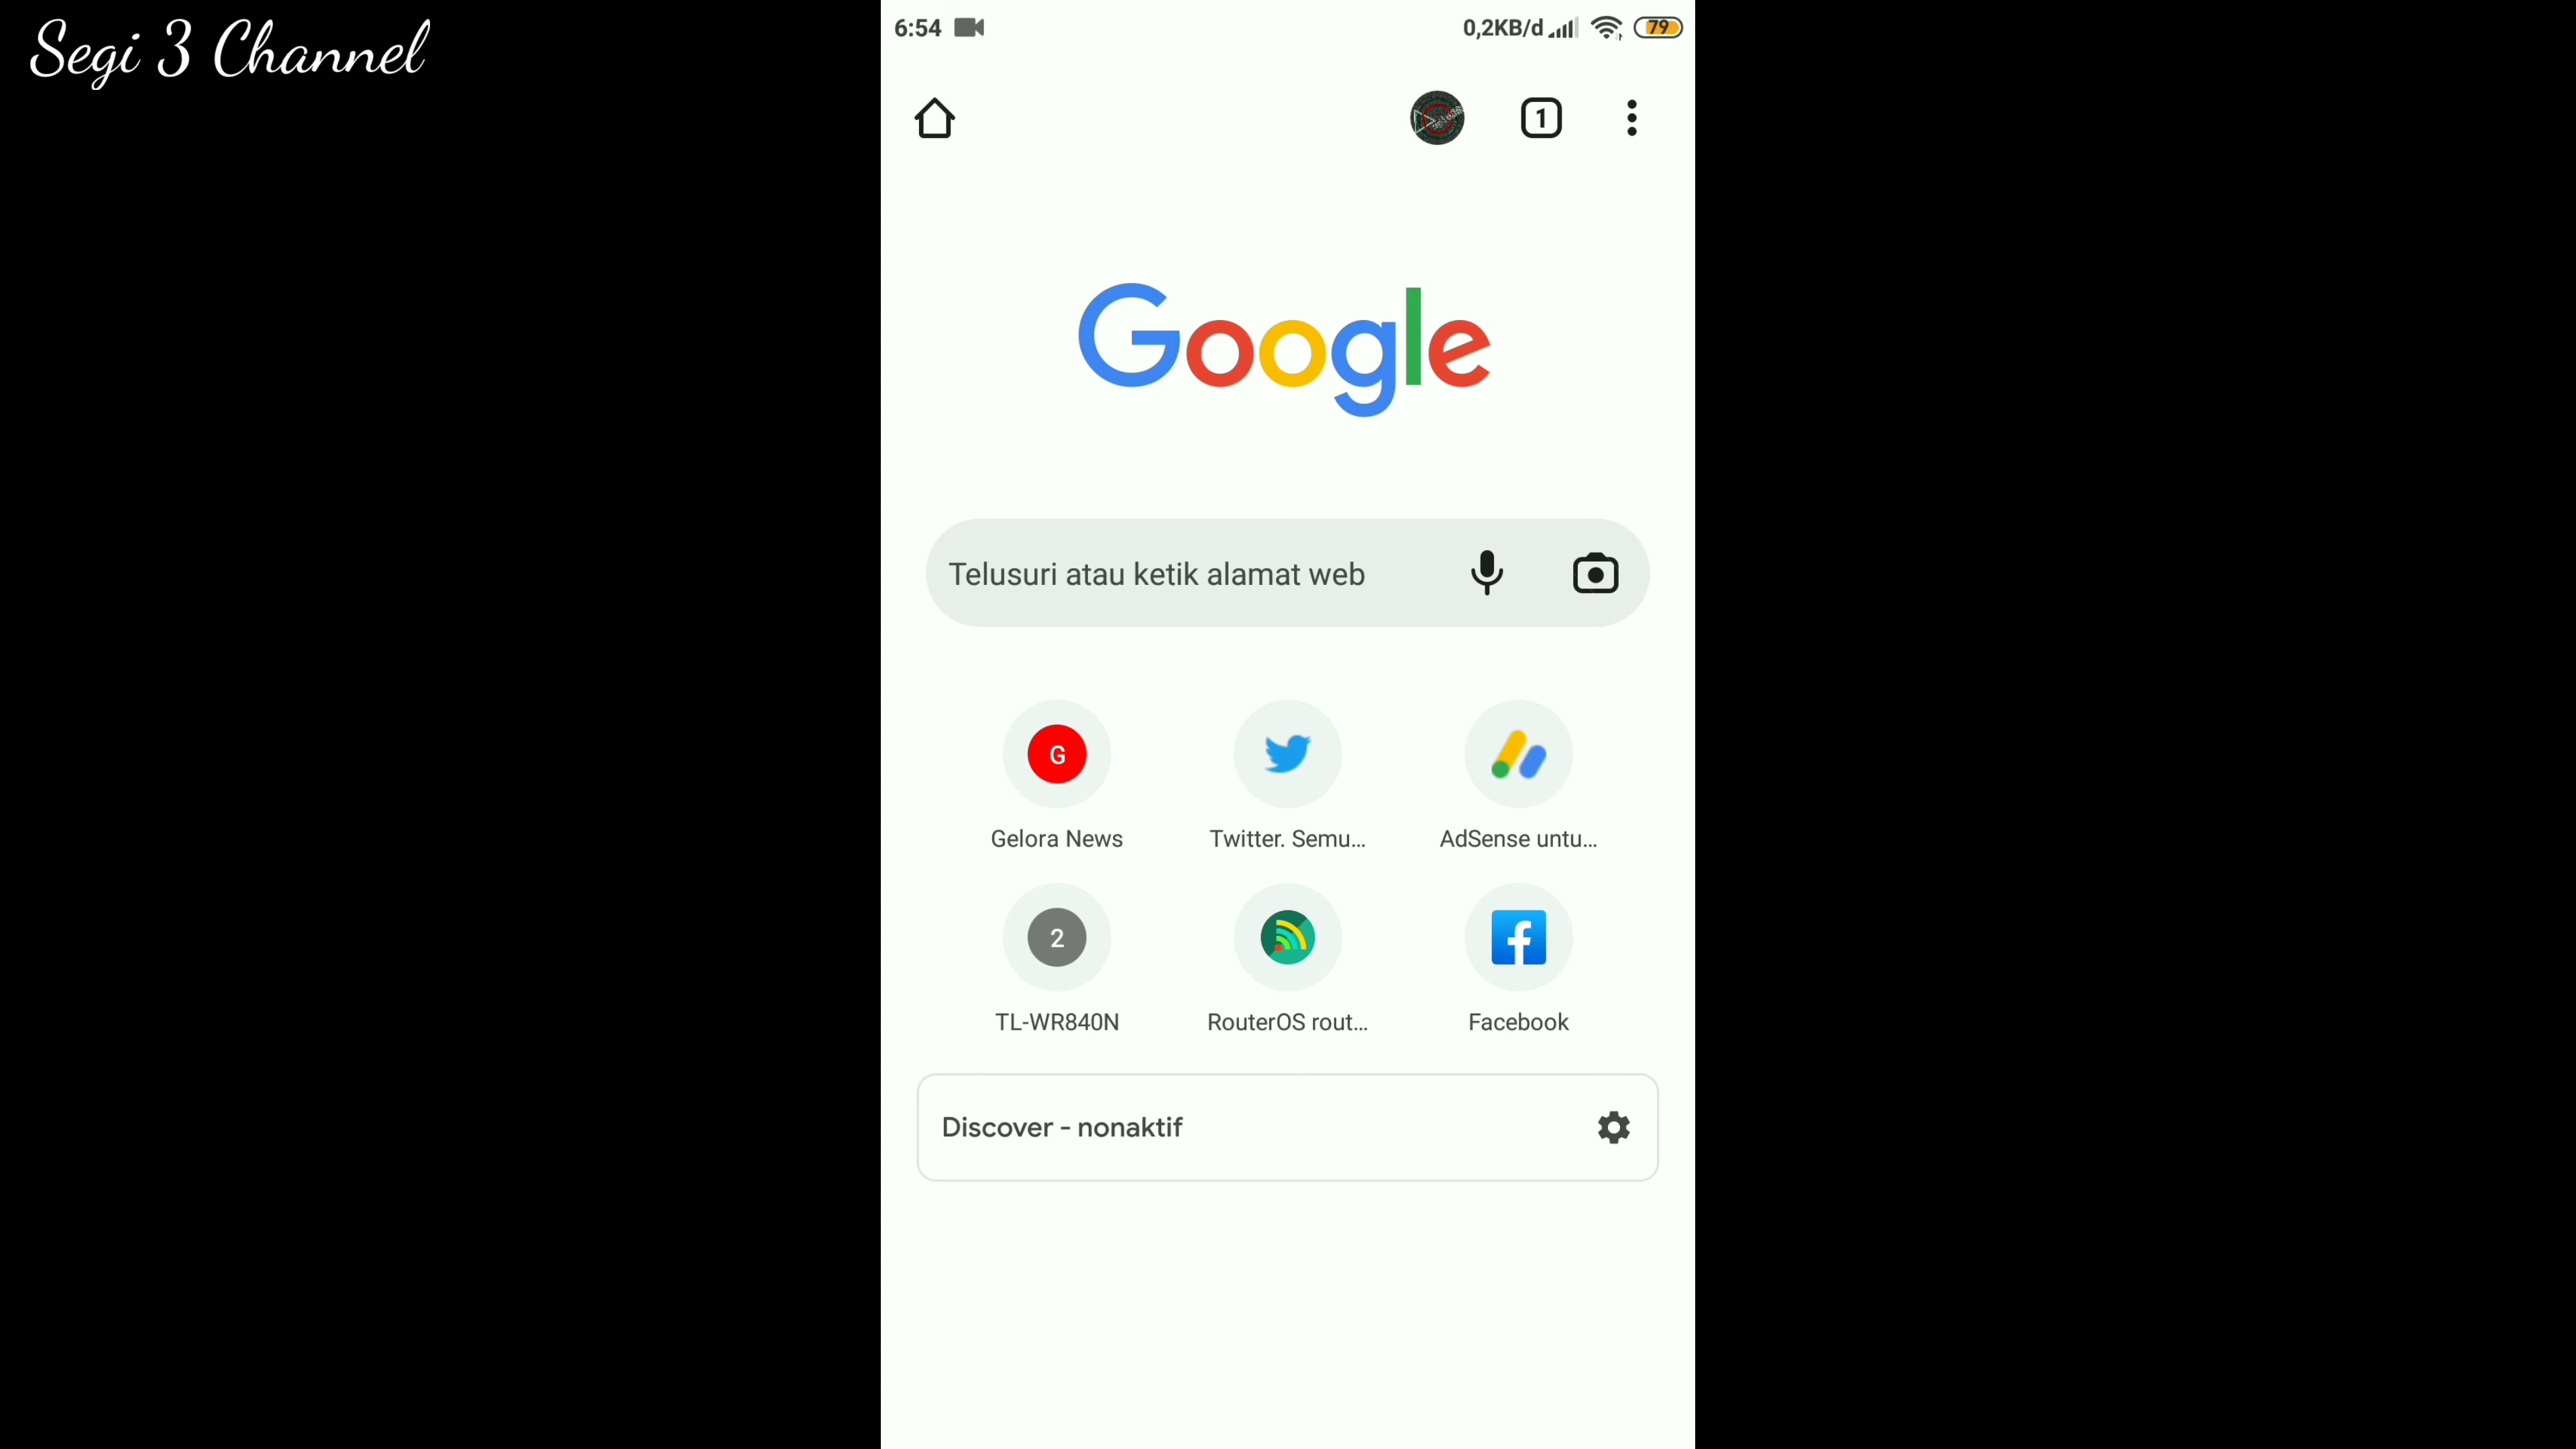 Segi 3 Channel
6:54
0,2KB/d
79
1
Google
Telusuri atau ketik alamat web
G
Gelora News
Twitter. Semu...
AdSense untu...
2
TL-WR840N
RouterOS rout...
Facebook
Discover - nonaktif